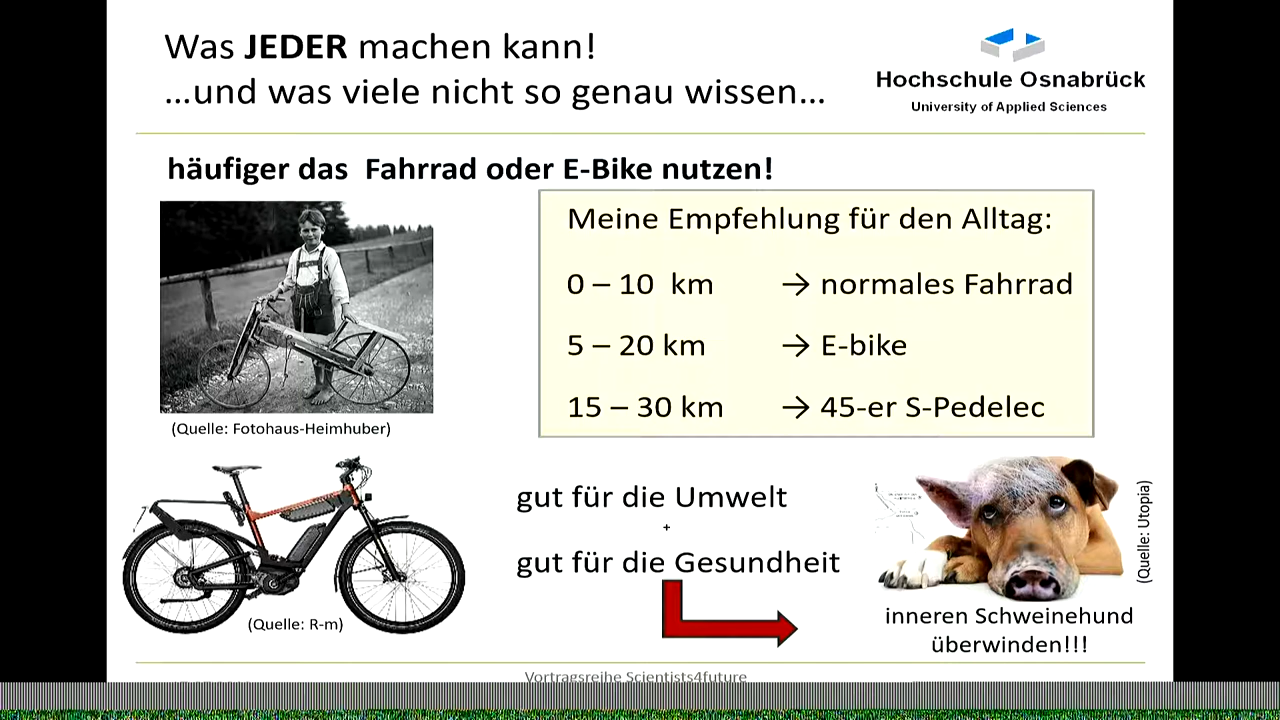 Was JEDER machen kann!
...und was viele nicht so genau wissen...
Hochschule Osnabrück
University of Applied Sciences
häufiger das Fahrrad oder E-Bike nutzen!
Meine Empfehlung für den Alltag:
0 – 10 km → normales Fahrrad
5 – 20 km → E-bike
15 – 30 km → 45-er S-Pedelec
(Quelle: Fotohaus-Heimhuber)
gut für die Umwelt
+
gut für die Gesundheit
(Quelle: R-m)
(Quelle: Utopia)
inneren Schweinehund
überwinden!!!
Vortragsreihe Scientists4future